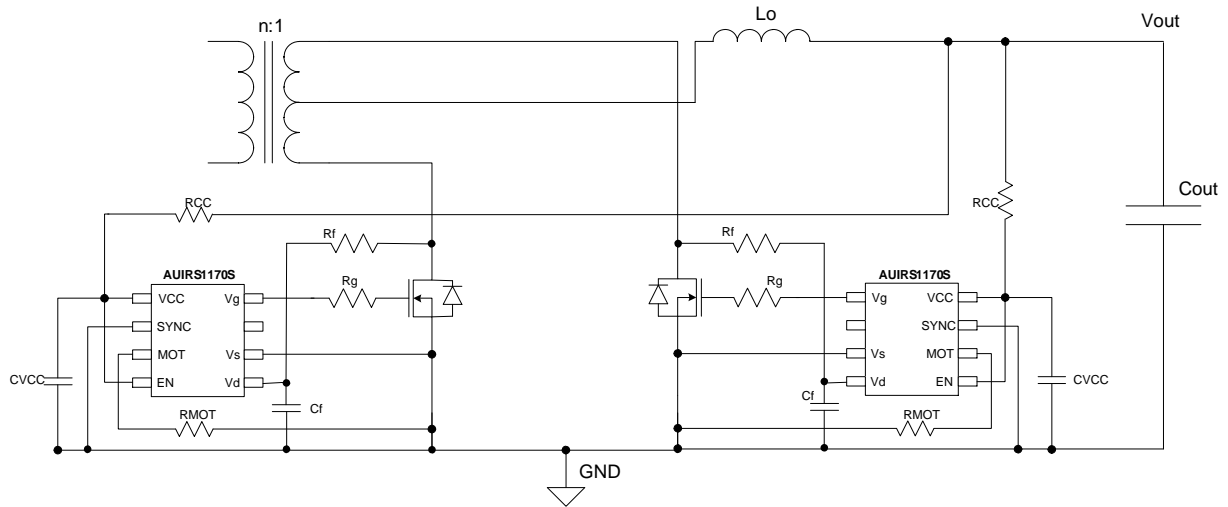 n:1
Lo
Vout
Cout
RCC
RCC
Rf
Rf
AUIRS1170S
AUIRS1170S
Rg
Rg
VCC
Vg
Vg
VCC
SYNC
SYNC
MOT
Vs
Vs
MOT
CVCC
EN
Vd
Vd
EN
CVCC
Cf
Cf
RMOT
RMOT
GND